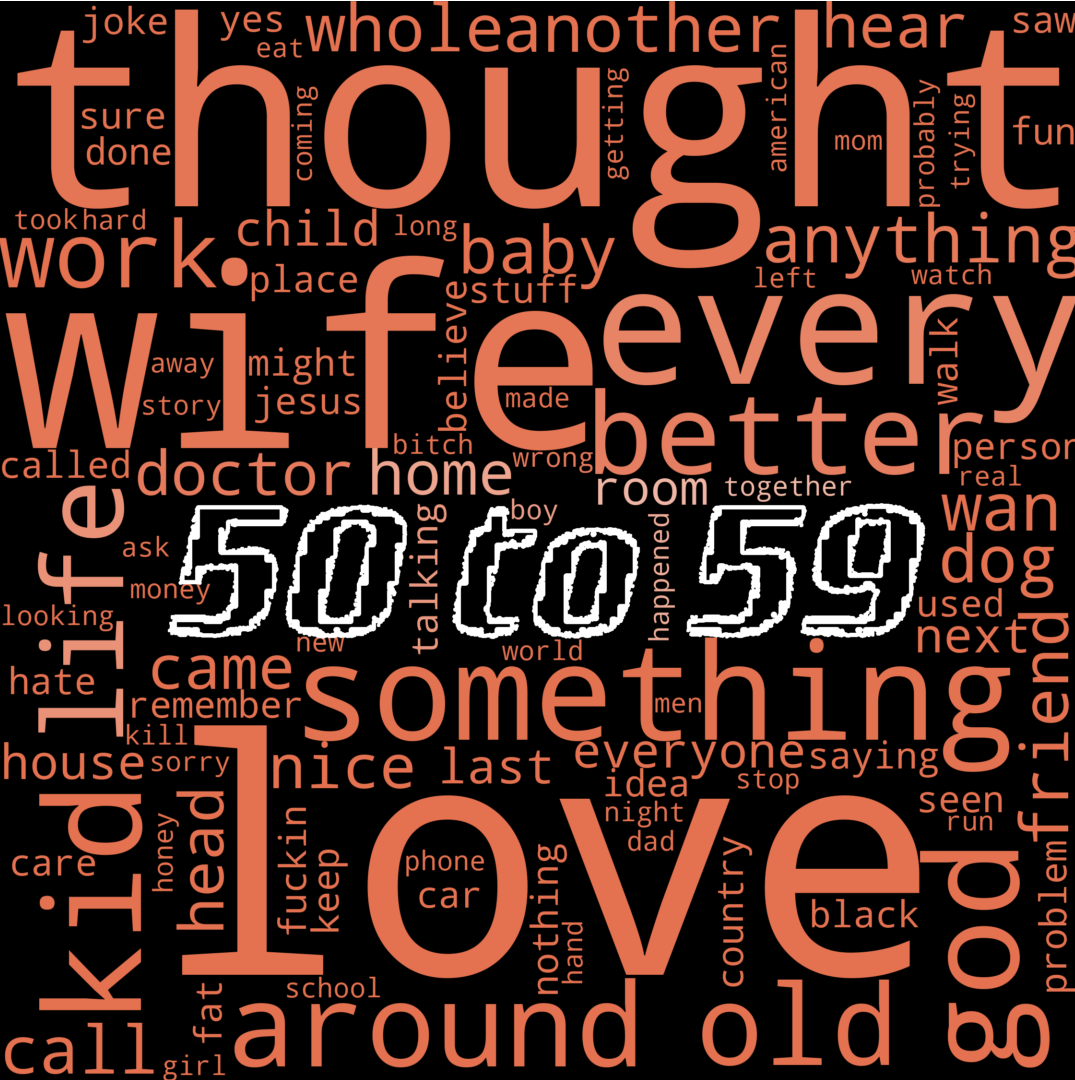 joke
yes
eat
whole
another
hear
saw
thought
sure
done
coming
getting
american
mom
probably
trying
fun
took
hard
work
child
long
baby
anything
place
stuff
left
watch
wife
every
away
might
believe
walk
story
jesus
made
better
bitch
wrong
person
called
doctor
home
room
together
real
life
boy
wan
50 to 59
ask
talking
happened
dog
money
used
looking
new
world
next
friend
came
something
hate
remember
men
kill
love
house
sorry
nice
last
everyone
saying
idea
stop
kid
head
night
seen
run
honey
fuckin
keep
phone
dad
country
god
problem
care
car
nothing
hand
black
fat
school
around
old
call
girl